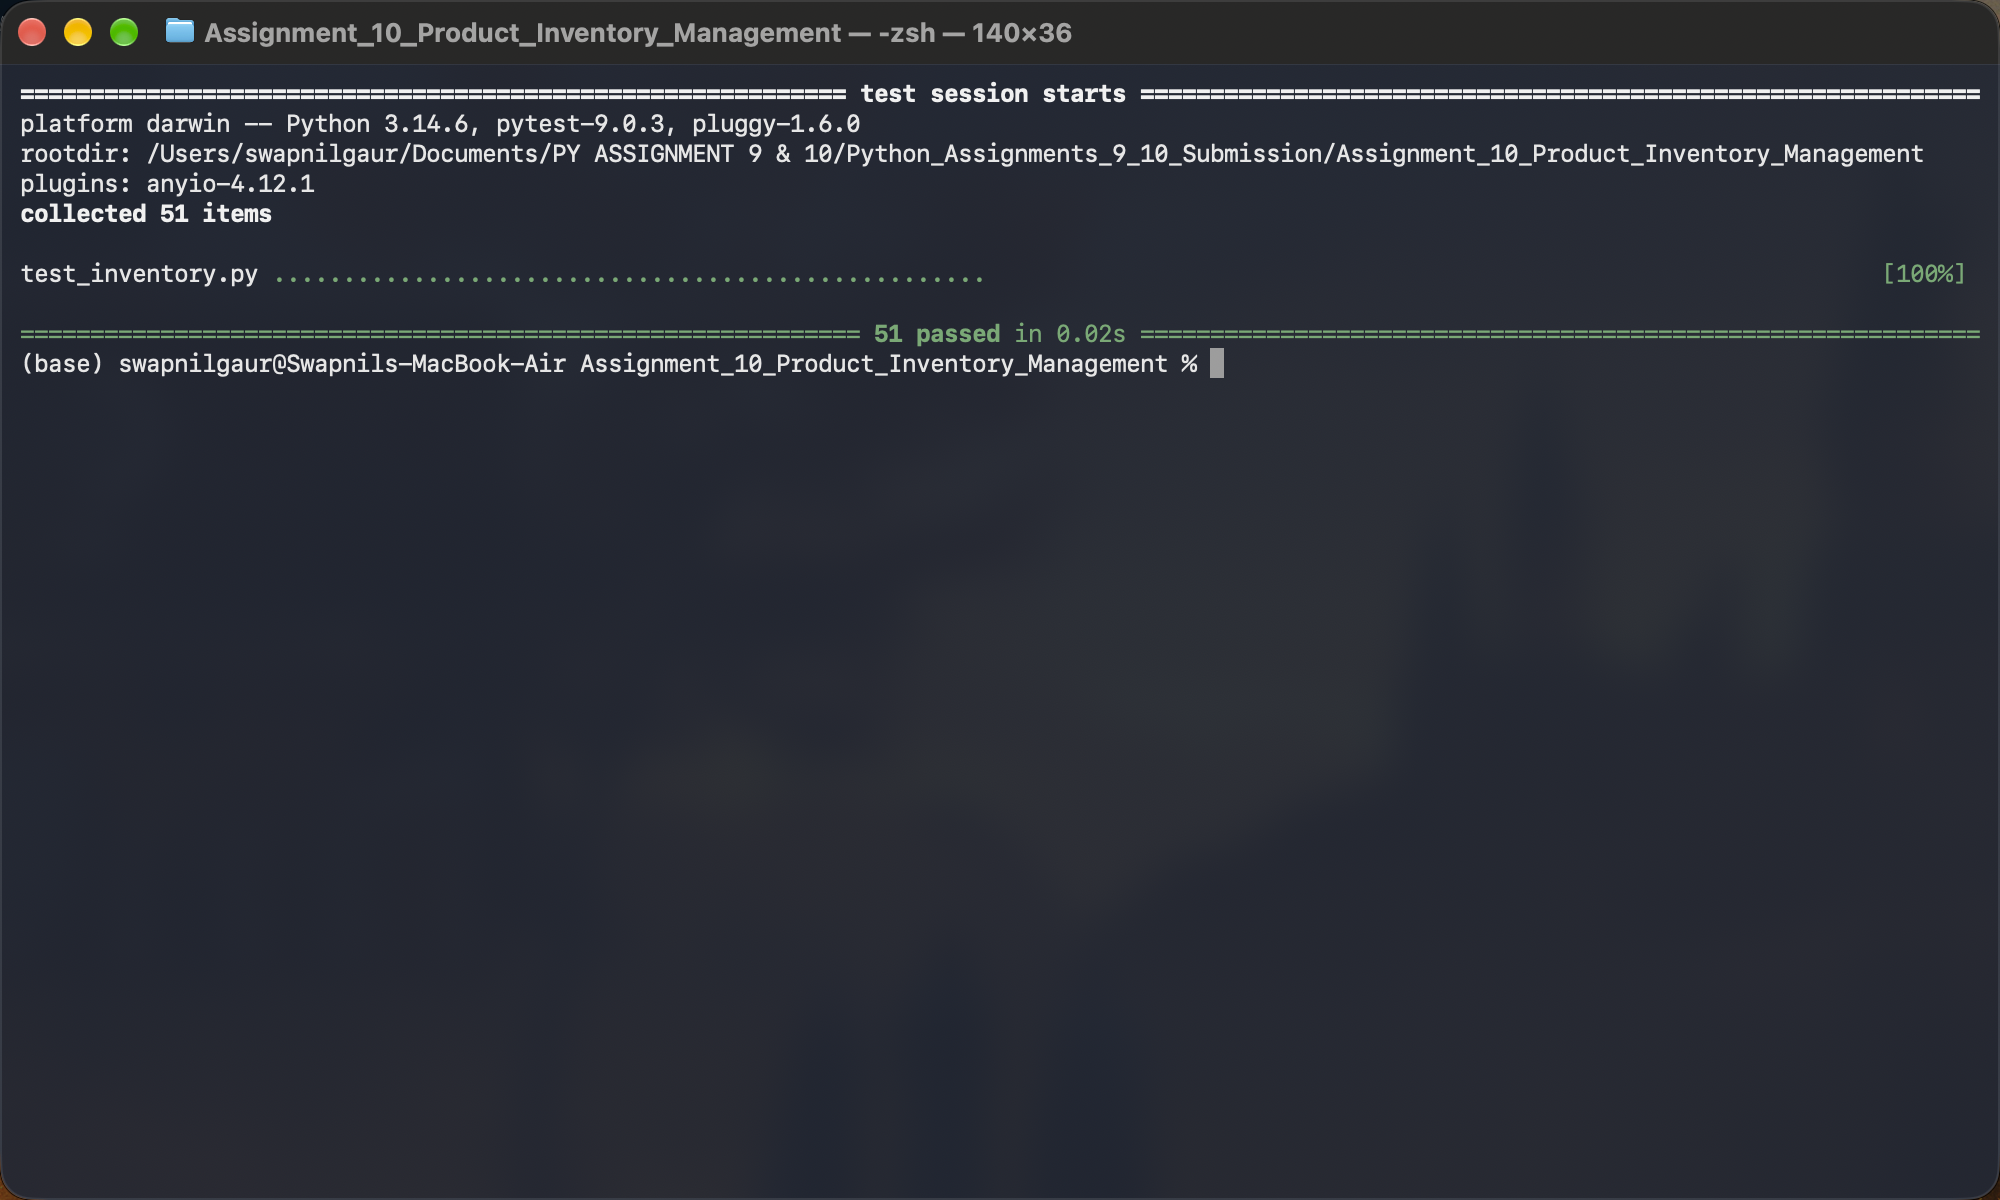 Assignment_10_Product_Inventory_Management — -zsh — 140×36
=========================================================== test session starts ============================================================
platform darwin -- Python 3.14.6, pytest-9.0.3, pluggy-1.6.0
rootdir: /Users/swapnilgaur/Documents/PY ASSIGNMENT 9 & 10/Python_Assignments_9_10_Submission/Assignment_10_Product_Inventory_Management
plugins: anyio-4.12.1
collected 51 items
test_inventory.py ................................................... [100%]
============================================================ 51 passed in 0.02s ============================================================
(base) swapnilgaur@Swapnils-MacBook-Air Assignment_10_Product_Inventory_Management %